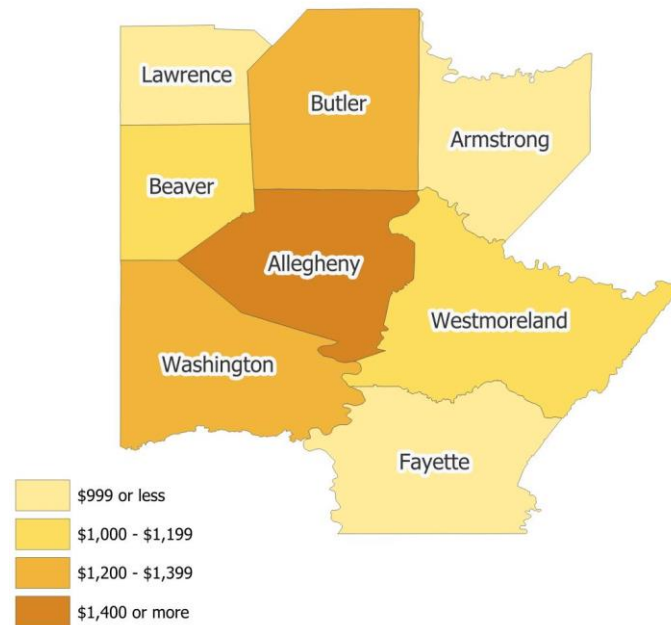 Lawrence
Butler
Armstrong
Beaver
Allegheny
Westmoreland
Washington
Fayette
$999 or less
$1,000 - $1,199
$1,200 - $1,399
$1,400 or more